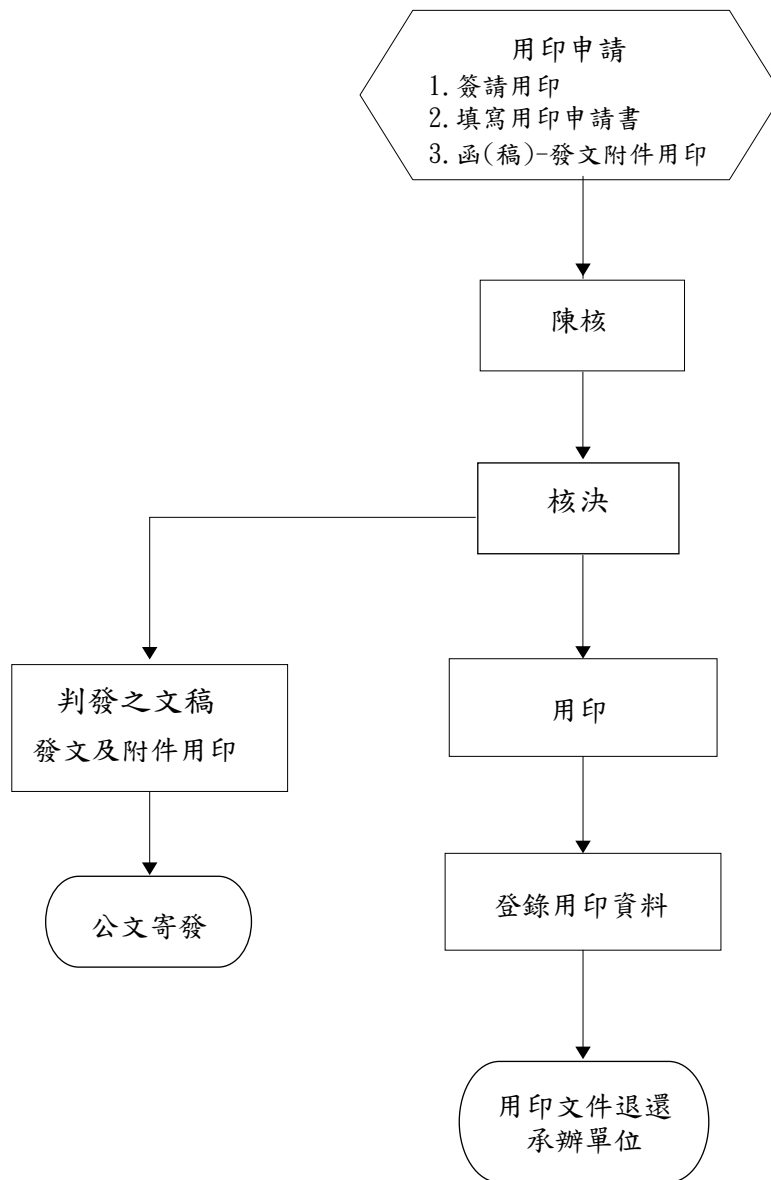 用印申請
1.簽請用印
2.填寫用印申請書
3.函(稿)-發文附件用印
陳核
核決
判發之文稿
發文及附件用印
用印
公文寄發
登錄用印資料
用印文件退還
承辦單位